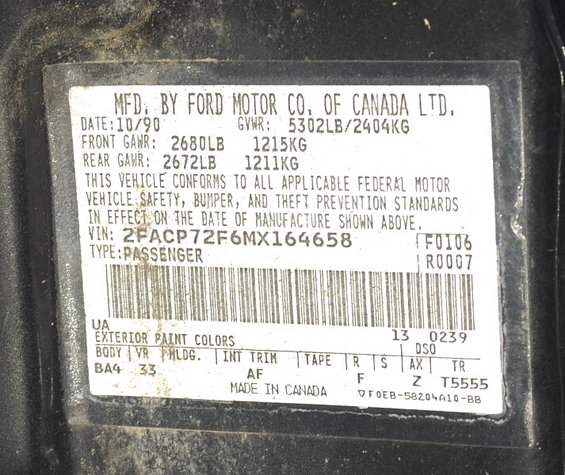 MFD. BY FORD MOTOR CO. OF CANADA LTD.
DATE: 10/90 GVWR: 5302LB/2404KG
FRONT GAWR: 2680LB 1215KG
REAR GAWR: 2672LB 1211KG
THIS VEHICLE CONFORMS TO ALL APPLICABLE FEDERAL MOTOR
VEHICLE SAFETY, BUMPER, AND THEFT PREVENTION STANDARDS
IN EFFECT ON THE DATE OF MANUFACTURE SHOWN ABOVE.
VIN: 2FACP72F6MX164658 F0106
TYPE: PASSENGER R0007
UA 13 0239
EXTERIOR PAINT COLORS DSO
BODY VR MLDG. INT TRIM TAPE R S AX TR
BA4 33 AF F Z T5555
MADE IN CANADA ▽F0EB-58204A10-BB